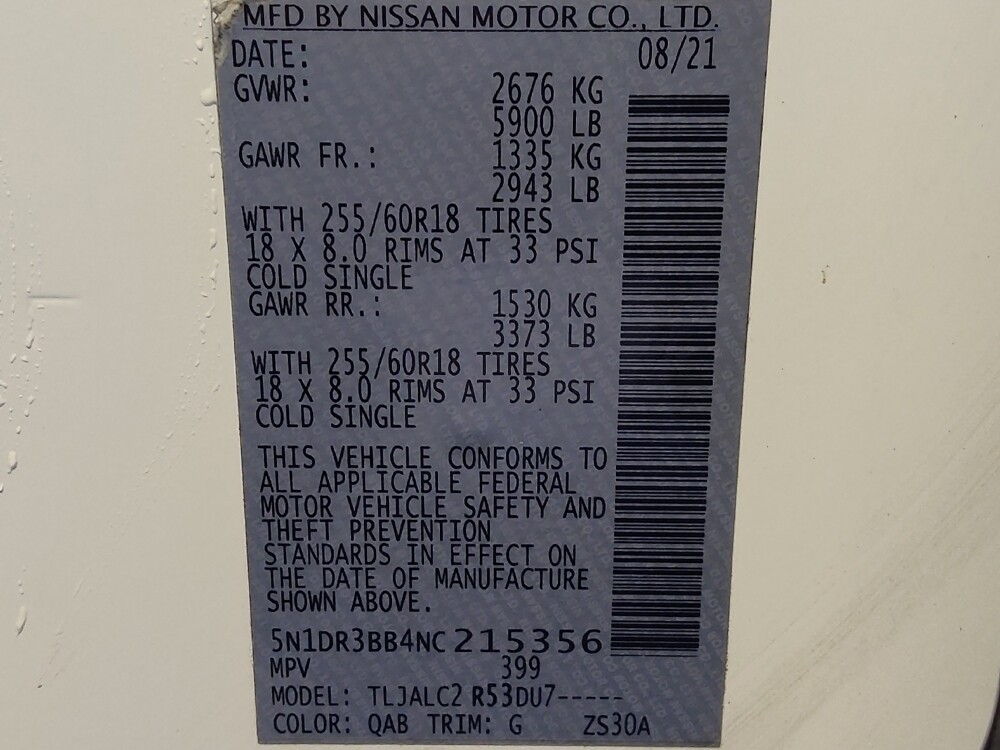 MFD BY NISSAN MOTOR CO., LTD.
DATE: 08/21
GVWR: 2676 KG
5900 LB
GAWR FR.: 1335 KG
2943 LB
WITH 255/60R18 TIRES
18 X 8.0 RIMS AT 33 PSI
COLD SINGLE
GAWR RR.: 1530 KG
3373 LB
WITH 255/60R18 TIRES
18 X 8.0 RIMS AT 33 PSI
COLD SINGLE
THIS VEHICLE CONFORMS TO
ALL APPLICABLE FEDERAL
MOTOR VEHICLE SAFETY AND
THEFT PREVENTION
STANDARDS IN EFFECT ON
THE DATE OF MANUFACTURE
SHOWN ABOVE.
5N1DR3BB4NC215356
MPV 399
MODEL: TLJALC2 R53DU7-----
COLOR: QAB TRIM: G ZS30A